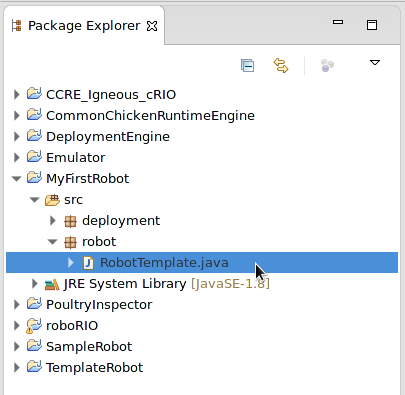 Package Explorer
CCRE_Igneous_cRIO
CommonChickenRuntimeEngine
DeploymentEngine
Emulator
MyFirstRobot
src
deployment
robot
RobotTemplate.java
JRE System Library [JavaSE-1.8]
PoultryInspector
roboRIO
SampleRobot
TemplateRobot